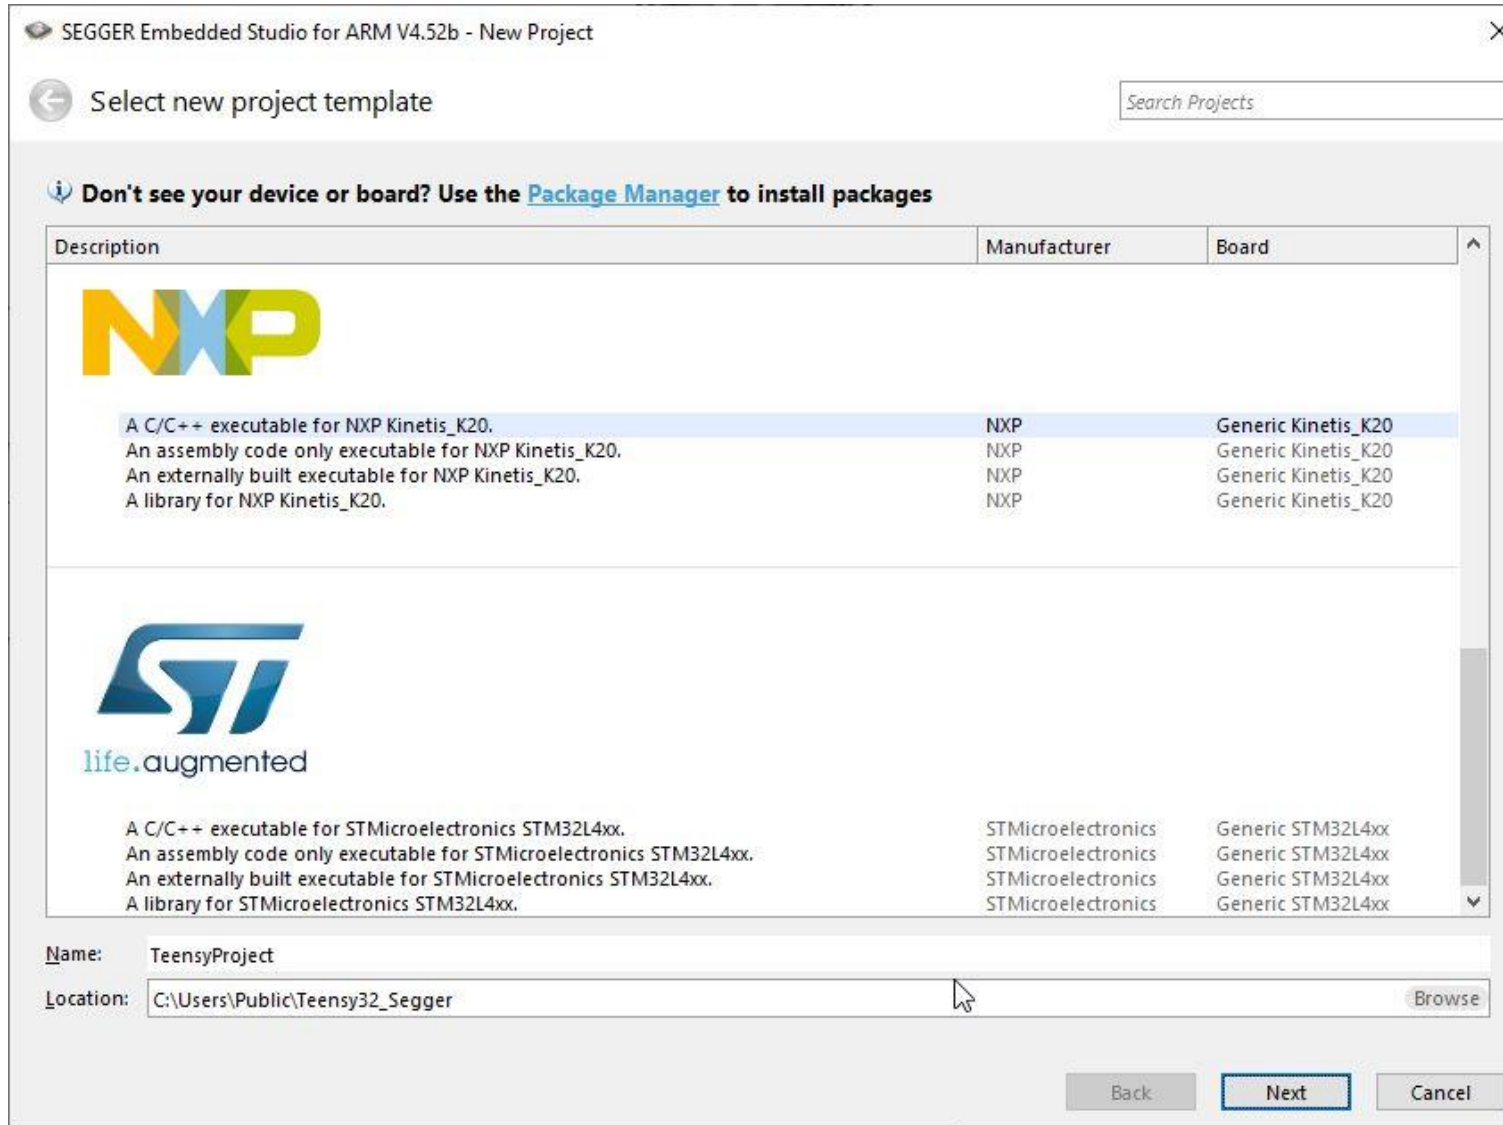 SEGGER Embedded Studio for ARM V4.52b - New Project
Select new project template
Search Projects
Don't see your device or board? Use the Package Manager to install packages
Description Manufacturer Board
NXP
A C/C++ executable for NXP Kinetis_K20. NXP Generic Kinetis_K20
An assembly code only executable for NXP Kinetis_K20. NXP Generic Kinetis_K20
An externally built executable for NXP Kinetis_K20. NXP Generic Kinetis_K20
A library for NXP Kinetis_K20. NXP Generic Kinetis_K20
ST
life.augmented
A C/C++ executable for STMicroelectronics STM32L4xx. STMicroelectronics Generic STM32L4xx
An assembly code only executable for STMicroelectronics STM32L4xx. STMicroelectronics Generic STM32L4xx
An externally built executable for STMicroelectronics STM32L4xx. STMicroelectronics Generic STM32L4xx
A library for STMicroelectronics STM32L4xx. STMicroelectronics Generic STM32L4xx
Name: TeensyProject
Location: C:\Users\Public\Teensy32_Segger Browse
Back Next Cancel